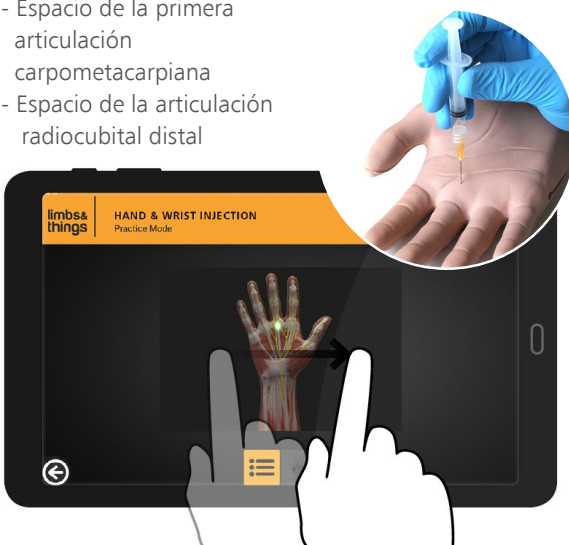 - Espacio de la primera
articulación
carpometacarpiana
- Espacio de la articulación
radiocubital distal
limbs&
things
HAND & WRIST INJECTION
Practice Mode